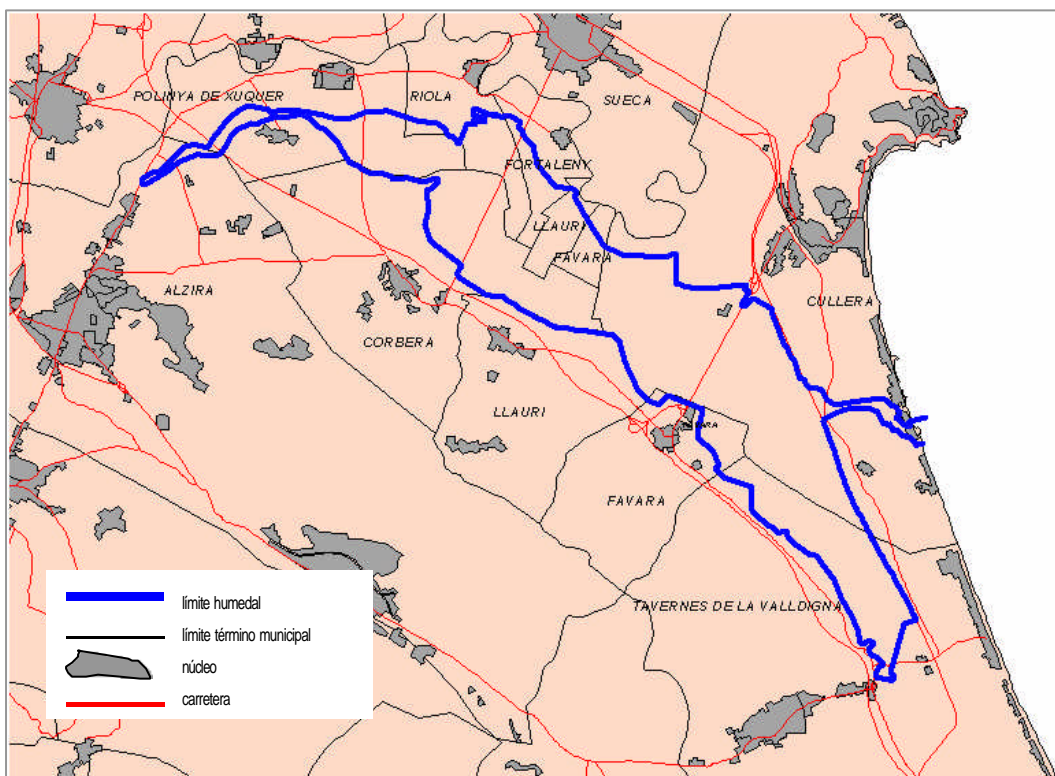 POLINYA DE XUQUER
RIOLA
SUECA
FORTALENY
LLAURI
FAVARA
ALZIRA
CULLERA
CORBERA
LLAURI
FAVARA
TAVERNES DE LA VALLDIGNA
límite humedal
límite término municipal
núcleo
carretera